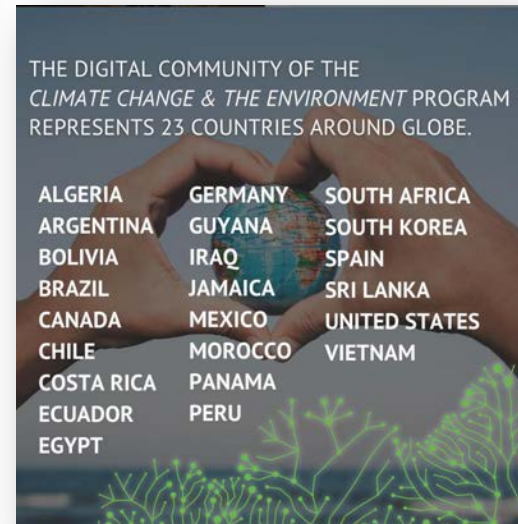 THE DIGITAL COMMUNITY OF THE
CLIMATE CHANGE & THE ENVIRONMENT PROGRAM
REPRESENTS 23 COUNTRIES AROUND GLOBE.
ALGERIA
ARGENTINA
BOLIVIA
BRAZIL
CANADA
CHILE
COSTA RICA
ECUADOR
EGYPT
GERMANY
GUYANA
IRAQ
JAMAICA
MEXICO
MOROCCO
PANAMA
PERU
SOUTH AFRICA
SOUTH KOREA
SPAIN
SRI LANKA
UNITED STATES
VIETNAM